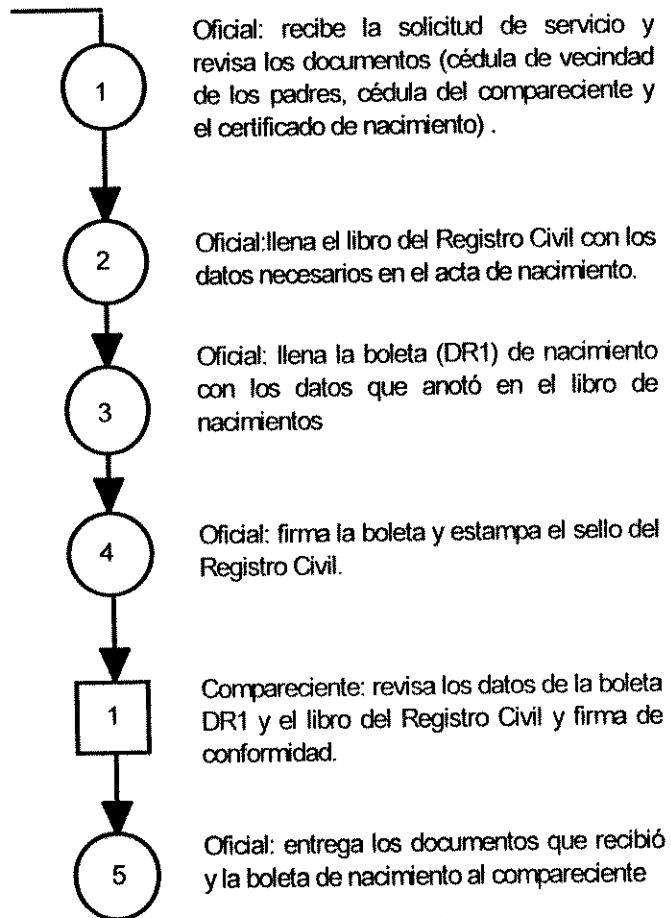 Oficial: recibe la solicitud de servicio y
revisa los documentos (cédula de vecindad
de los padres, cédula del compareciente y
el certificado de nacimiento) .
1
Oficial:llena el libro del Registro Civil con los
datos necesarios en el acta de nacimiento.
2
Oficial: llena la boleta (DR1) de nacimiento
con los datos que anotó en el libro de
nacimientos
3
Oficial: firma la boleta y estampa el sello del
Registro Civil.
4
Compareciente: revisa los datos de la boleta
DR1 y el libro del Registro Civil y firma de
conformidad.
1
Oficial: entrega los documentos que recibió
y la boleta de nacimiento al compareciente
5